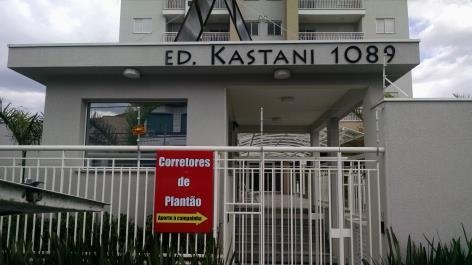 ED. KASTANI 1089
Corretores
de
Plantão
Aperte a campainha